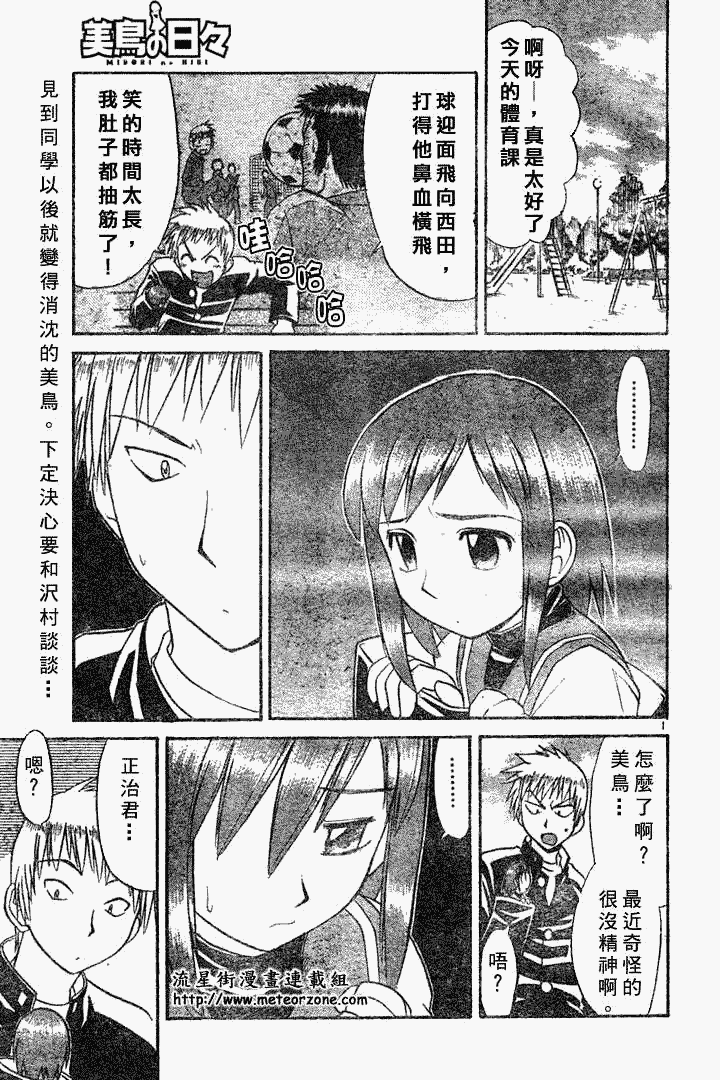 美鳥の日々
MIDORI no HIBI
見到同學以後就變得消沈的美鳥。下定決心要和沢村談談…
啊呀─，真是太好了
今天的體育課
球迎面飛向西田，
打得他鼻血橫飛
笑的時間太長，
我肚子都抽筋了！
哇哈哈哈
………
1
怎麼了啊？
美鳥…
最近奇怪的
很沒精神啊。
唔？
……
正治君…
嗯？
流星街漫畫連載組
http://www.meteorzone.com/